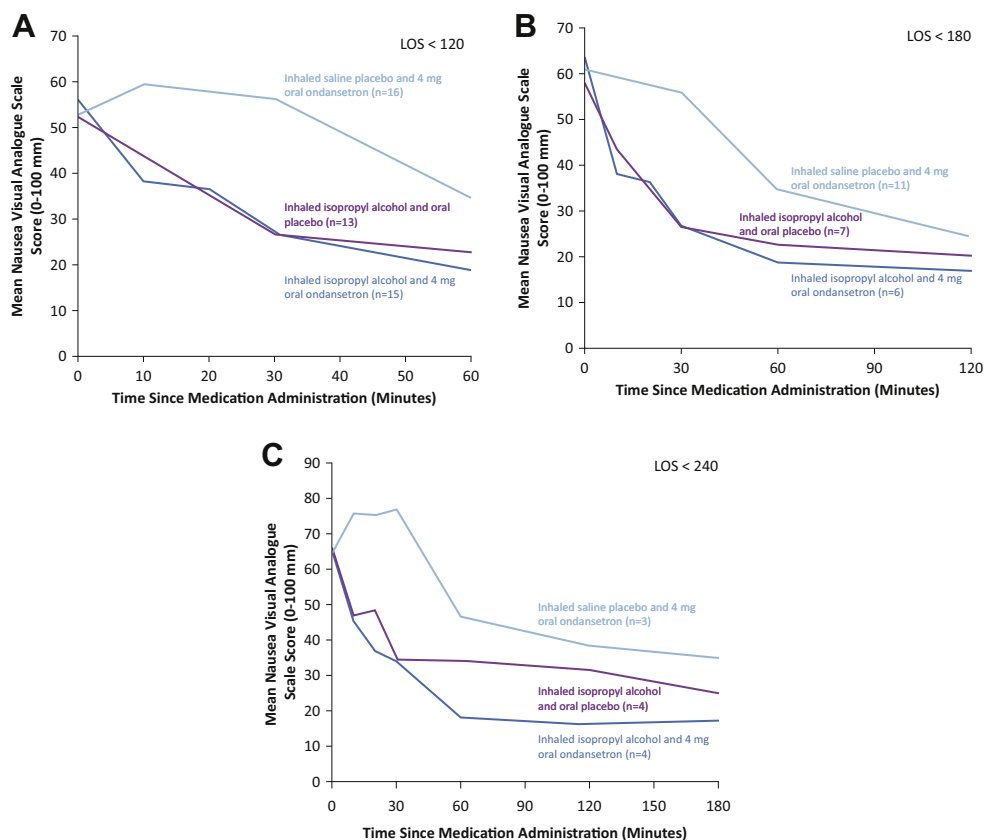 A
LOS < 120
70
60
50
40
30
20
10
0
Mean Nausea Visual Analogue Scale
Score (0-100 mm)
Inhaled saline placebo and 4 mg
oral ondansetron (n=16)
Inhaled isopropyl alcohol and oral
placebo (n=13)
Inhaled isopropyl alcohol and 4 mg
oral ondansetron (n=15)
0 10 20 30 40 50 60
Time Since Medication Administration (Minutes)
B
LOS < 180
70
60
50
40
30
20
10
0
Mean Nausea Visual Analogue Scale
Score (0-100 mm)
Inhaled saline placebo and 4 mg
oral ondansetron (n=11)
Inhaled isopropyl alcohol
and oral placebo (n=7)
Inhaled isopropyl alcohol and 4 mg
oral ondansetron (n=6)
0 30 60 90 120
Time Since Medication Administration (Minutes)
C
LOS < 240
90
80
70
60
50
40
30
20
10
0
Mean Nausea Visual Analogue
Scale Score (0-100 mm)
Inhaled saline placebo and 4 mg
oral ondansetron (n=3)
Inhaled isopropyl alcohol
and oral placebo (n=4)
Inhaled isopropyl alcohol and 4 mg
oral ondansetron (n=4)
0 30 60 90 120 150 180
Time Since Medication Administration (Minutes)